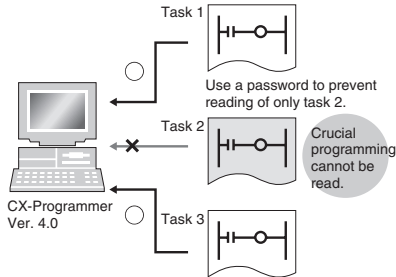 Task 1
Use a password to prevent
reading of only task 2.
Task 2
Crucial
programming
cannot be
read.
CX-Programmer
Ver. 4.0
Task 3